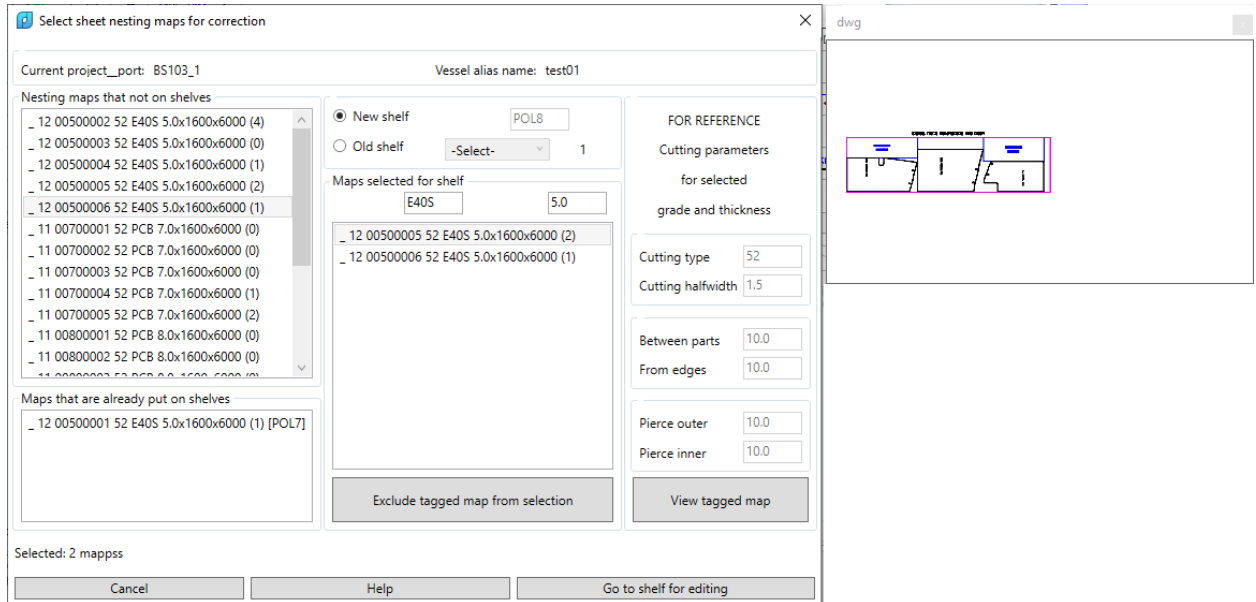 Select sheet nesting maps for correction
Current project__port: BS103_1
Vessel alias name: test01
Nesting maps that not on shelves
_ 12 00500002 52 E40S 5.0x1600x6000 (4)
_ 12 00500003 52 E40S 5.0x1600x6000 (0)
_ 12 00500004 52 E40S 5.0x1600x6000 (1)
_ 12 00500005 52 E40S 5.0x1600x6000 (2)
_ 12 00500006 52 E40S 5.0x1600x6000 (1)
_ 11 00700001 52 PCB 7.0x1600x6000 (0)
_ 11 00700002 52 PCB 7.0x1600x6000 (0)
_ 11 00700003 52 PCB 7.0x1600x6000 (0)
_ 11 00700004 52 PCB 7.0x1600x6000 (1)
_ 11 00700005 52 PCB 7.0x1600x6000 (2)
_ 11 00800001 52 PCB 8.0x1600x6000 (0)
_ 11 00800002 52 PCB 8.0x1600x6000 (0)
Maps that are already put on shelves
_ 12 00500001 52 E40S 5.0x1600x6000 (1) [POL7]
New shelf
POL8
Old shelf
-Select-
1
Maps selected for shelf
E40S
5.0
_ 12 00500005 52 E40S 5.0x1600x6000 (2)
_ 12 00500006 52 E40S 5.0x1600x6000 (1)
Exclude tagged map from selection
FOR REFERENCE
Cutting parameters
for selected
grade and thickness
Cutting type 52
Cutting halfwidth 1.5
Between parts 10.0
From edges 10.0
Pierce outer 10.0
Pierce inner 10.0
View tagged map
Selected: 2 mappss
Cancel
Help
Go to shelf for editing
dwg